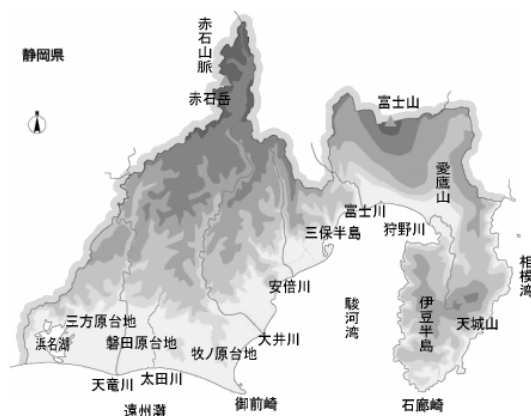 静岡県
赤石山脈
赤石岳
富士山
愛鷹山
富士川
狩野川
三保半島
相模湾
安倍川
駿河湾
伊豆半島
天城山
三方原台地
大井川
浜名湖
磐田原台地
牧ノ原台地
天竜川
太田川
御前崎
石廊崎
遠州灘